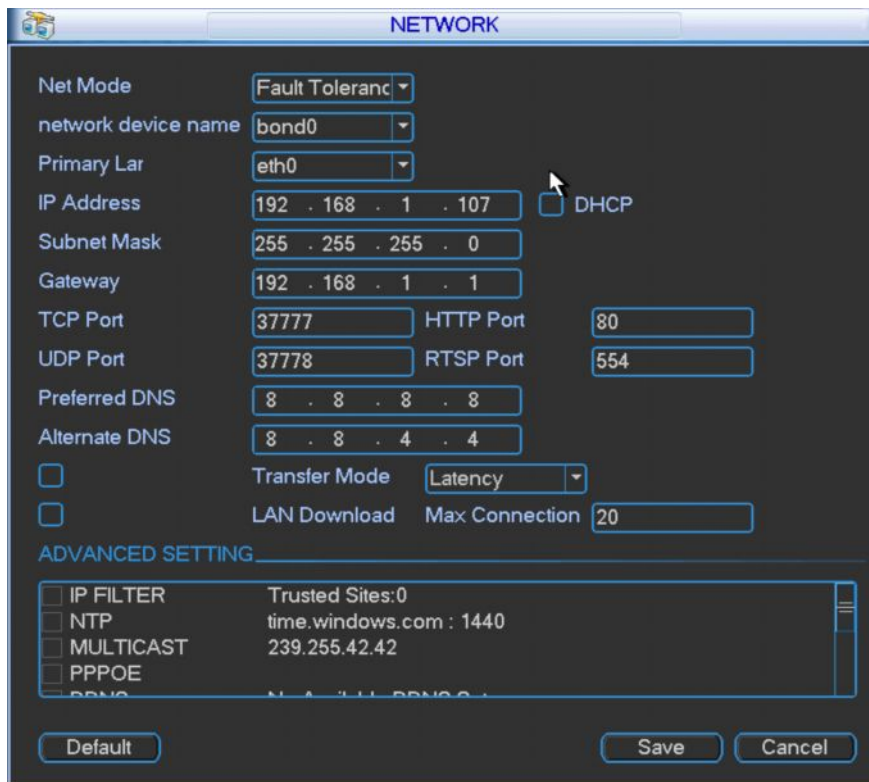 NETWORK
Net Mode Fault Toleranc
network device name bond0
Primary Lar eth0
IP Address 192 . 168 . 1 . 107 DHCP
Subnet Mask 255 . 255 . 255 . 0
Gateway 192 . 168 . 1 . 1
TCP Port 37777 HTTP Port 80
UDP Port 37778 RTSP Port 554
Preferred DNS 8 . 8 . 8 . 8
Alternate DNS 8 . 8 . 4 . 4
Transfer Mode Latency
LAN Download Max Connection 20
ADVANCED SETTING
IP FILTER Trusted Sites:0
NTP time.windows.com : 1440
MULTICAST 239.255.42.42
PPPOE
Default Save Cancel